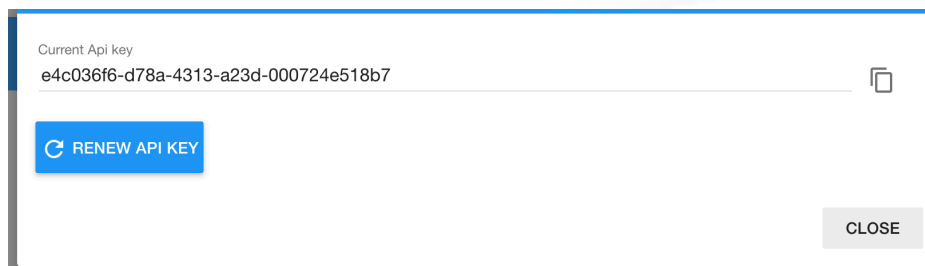 Current Api key
e4c036f6-d78a-4313-a23d-000724e518b7
RENEW API KEY
CLOSE